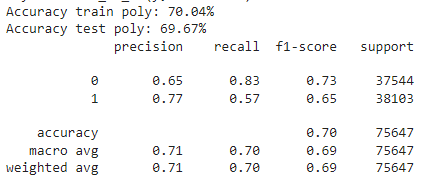 Accuracy train poly: 70.04%
Accuracy test poly: 69.67%
precision recall f1-score support
0 0.65 0.83 0.73 37544
1 0.77 0.57 0.65 38103
accuracy 0.70 75647
macro avg 0.71 0.70 0.69 75647
weighted avg 0.71 0.70 0.69 75647